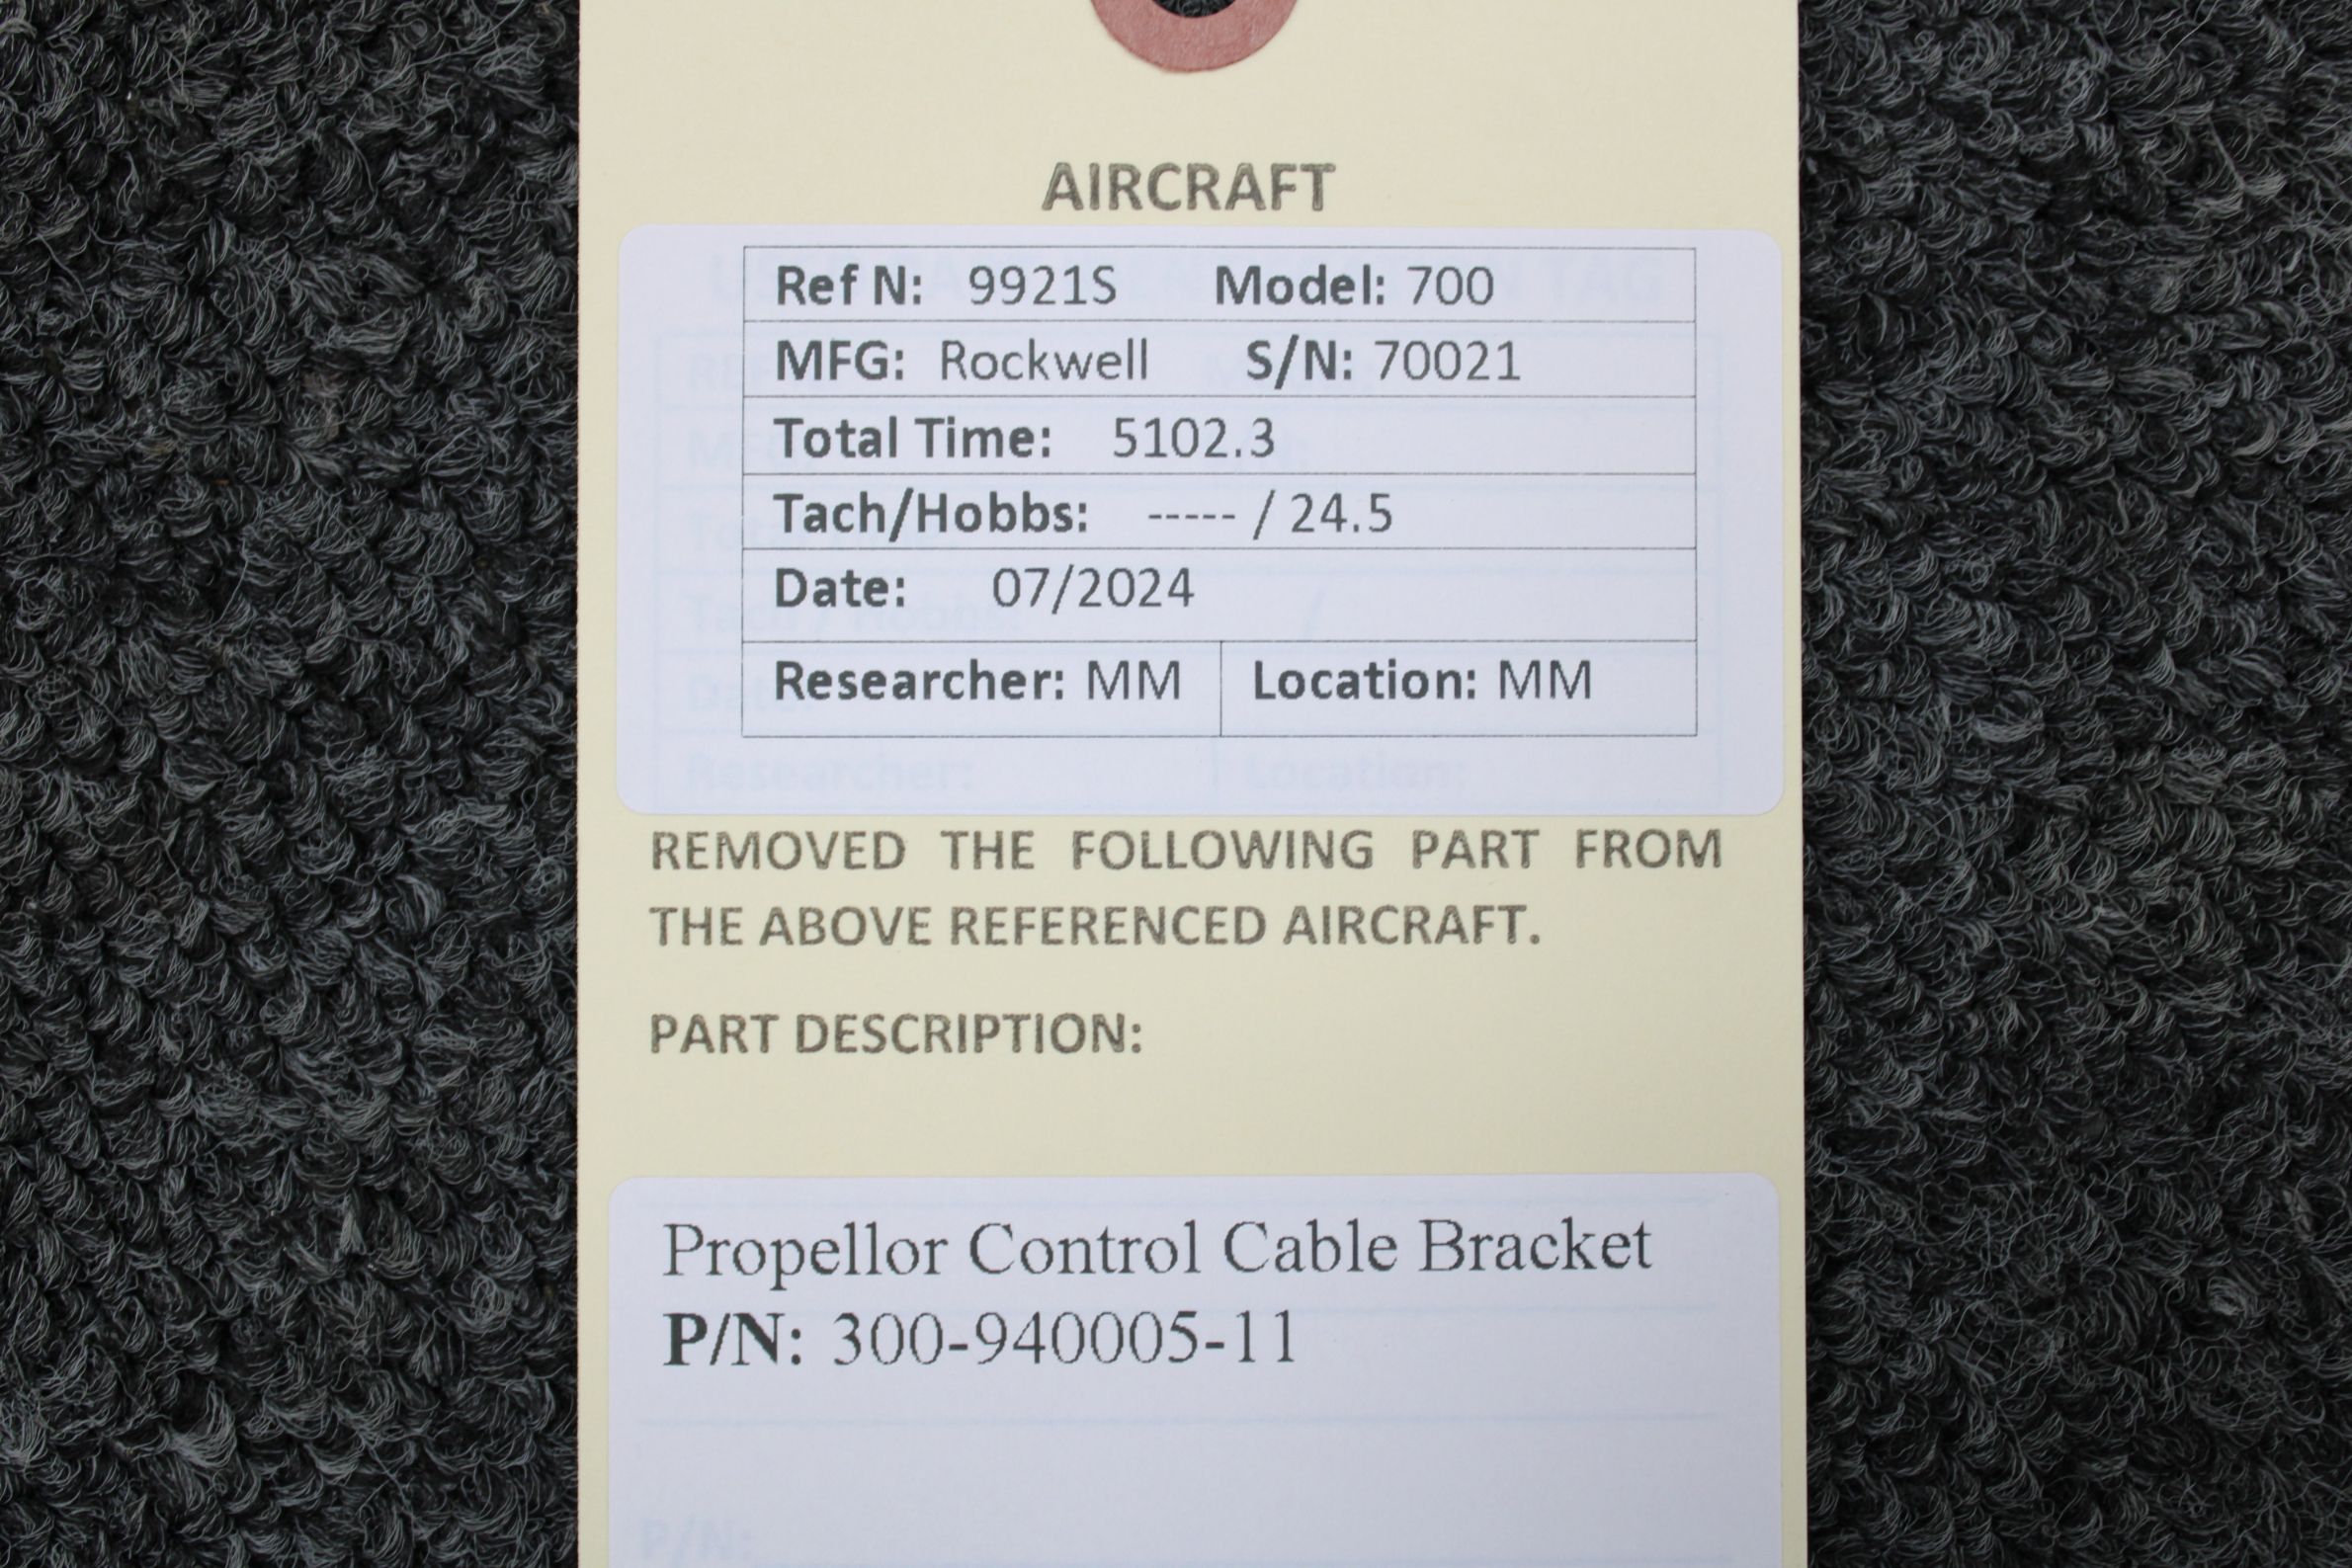 AIRCRAFT
Ref N: 9921S Model: 700
MFG: Rockwell S/N: 70021
Total Time: 5102.3
Tach/Hobbs: ----- / 24.5
Date: 07/2024
Researcher: MM Location: MM
REMOVED THE FOLLOWING PART FROM
THE ABOVE REFERENCED AIRCRAFT.
PART DESCRIPTION:
Propellor Control Cable Bracket
P/N: 300-940005-11
P/N: